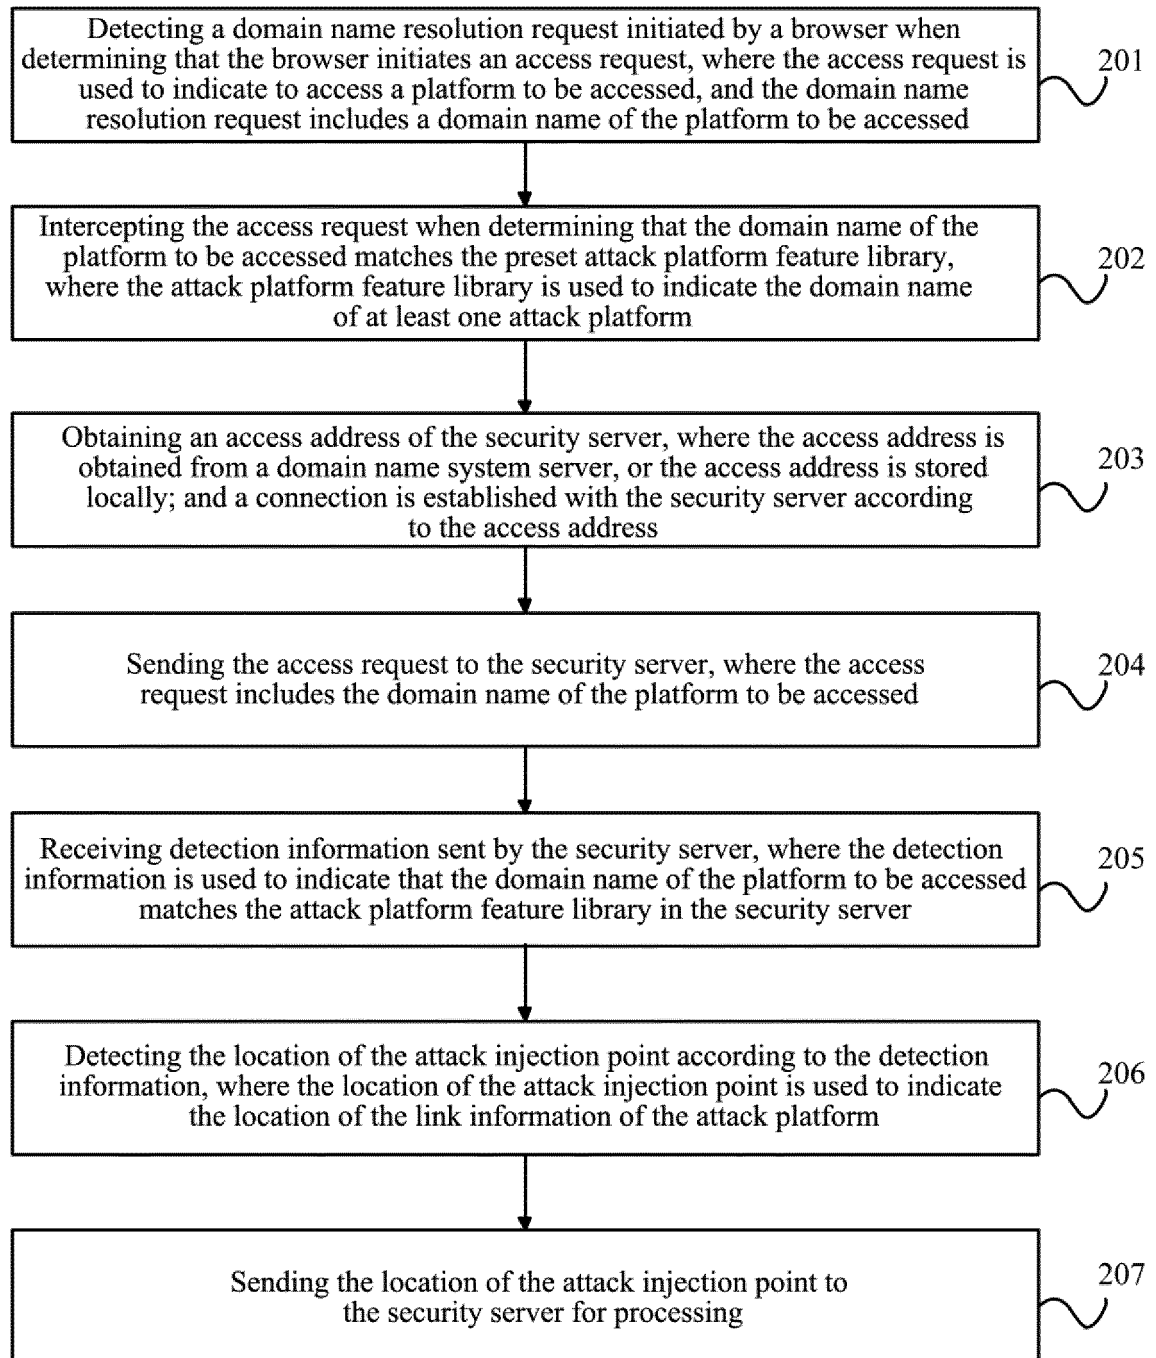 Detecting a domain name resolution request initiated by a browser when
determining that the browser initiates an access request, where the access request is
used to indicate to access a platform to be accessed, and the domain name
resolution request includes a domain name of the platform to be accessed
201
Intercepting the access request when determining that the domain name of the
platform to be accessed matches the preset attack platform feature library,
where the attack platform feature library is used to indicate the domain name
of at least one attack platform
202
Obtaining an access address of the security server, where the access address is
obtained from a domain name system server, or the access address is stored
locally; and a connection is established with the security server according
to the access address
203
Sending the access request to the security server, where the access
request includes the domain name of the platform to be accessed
204
Receiving detection information sent by the security server, where the detection
information is used to indicate that the domain name of the platform to be accessed
matches the attack platform feature library in the security server
205
Detecting the location of the attack injection point according to the detection
information, where the location of the attack injection point is used to indicate
the location of the link information of the attack platform
206
Sending the location of the attack injection point to
the security server for processing
207